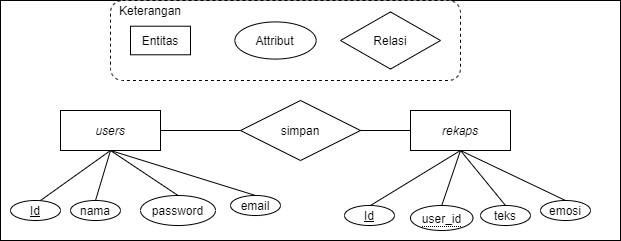 Keterangan
Entitas
Attribut
Relasi
users
simpan
rekaps
Id
nama
password
email
Id
user_id
teks
emosi